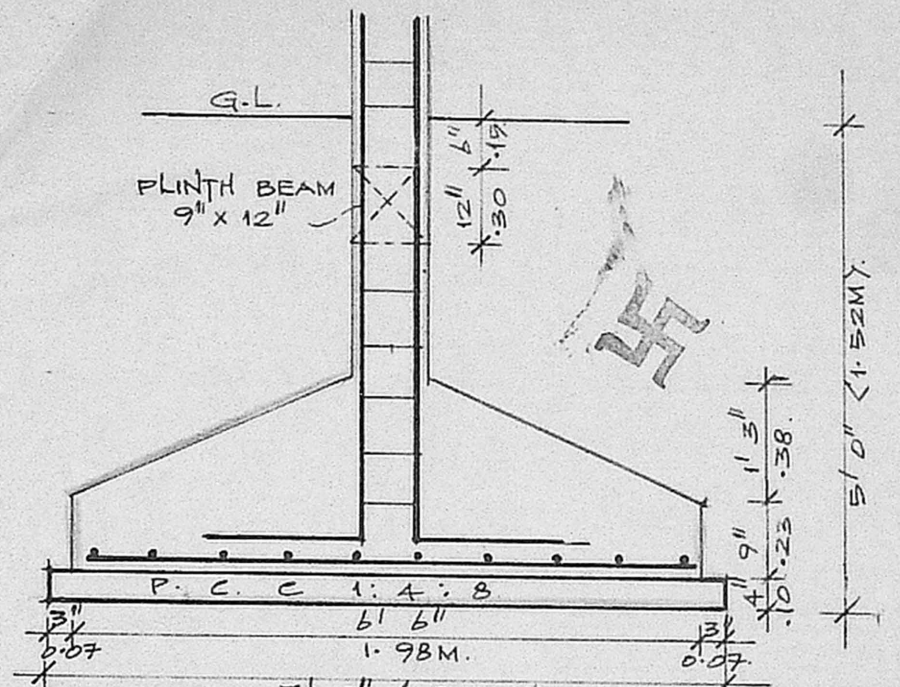 G.L.
6" .15
PLINTH BEAM
9" x 12"
12" .30
5' 0" (1.52M).
1' 3" .38.
9" .23
4" .10
P. C. C 1: 4 : 8
3" 6' 6" 3"
0.07 1.98M. 0.07.